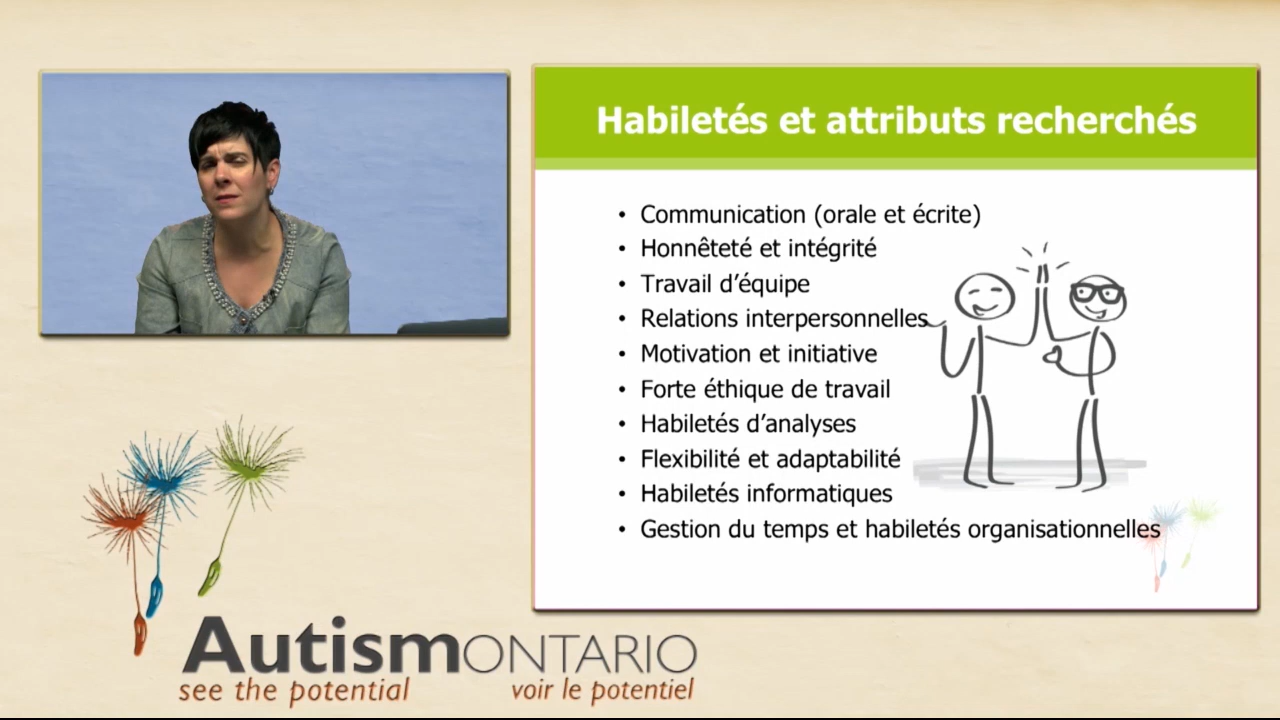 Habiletés et attributs recherchés
• Communication (orale et écrite)
• Honnêteté et intégrité
• Travail d'équipe
• Relations interpersonnelles
• Motivation et initiative
• Forte éthique de travail
• Habiletés d'analyses
• Flexibilité et adaptabilité
• Habiletés informatiques
• Gestion du temps et habiletés organisationnelles
AutismONTARIO
see the potential voir le potentiel